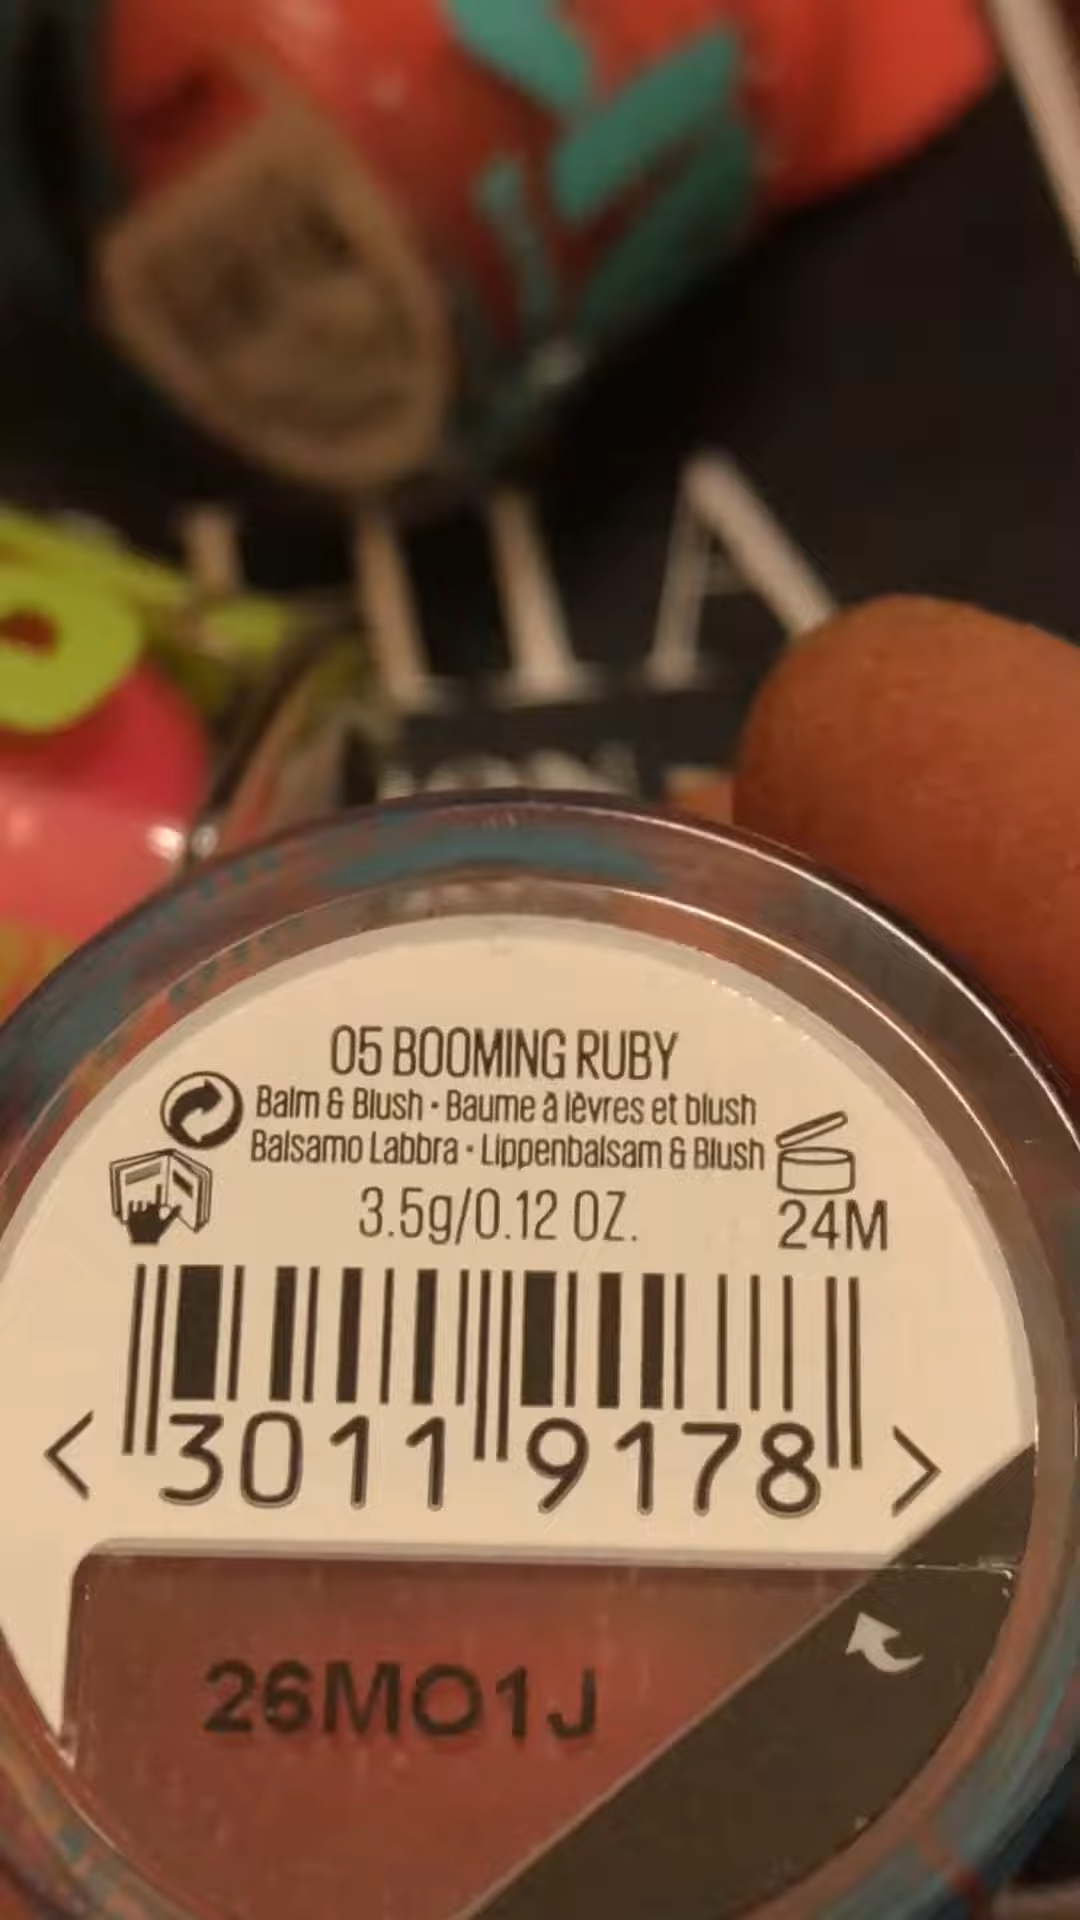 05 BOOMING RUBY
Balm & Blush • Baume à lèvres et blush
Balsamo Labbra • Lippenbalsam & Blush
3.5g/0.12 OZ.
24M
< 3011 9178 >
26MO1J